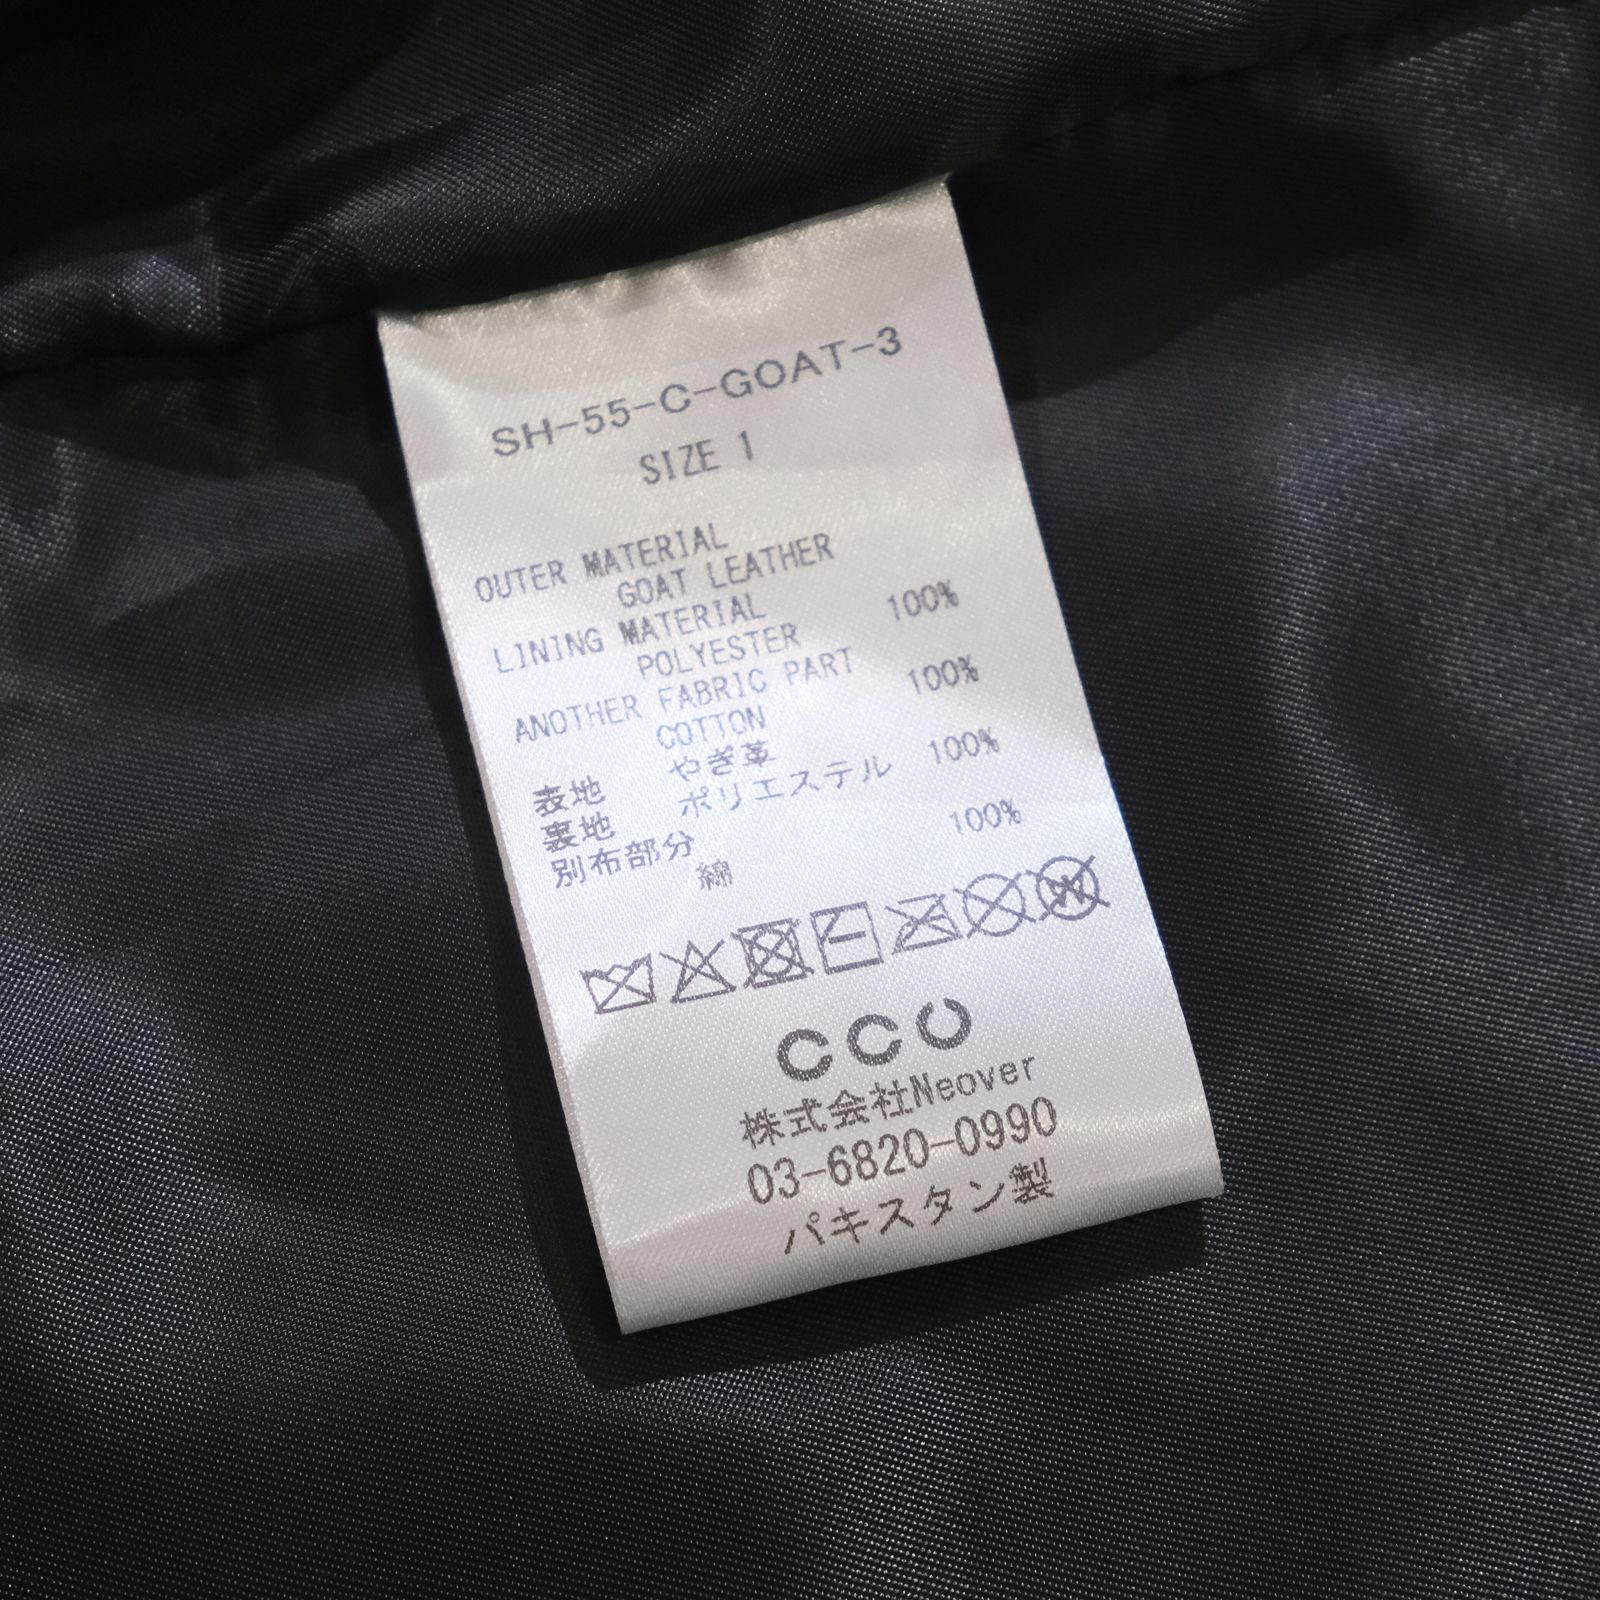 SH-55-C-GOAT-3
SIZE 1
OUTER MATERIAL
GOAT LEATHER
LINING MATERIAL 100%
POLYESTER
ANOTHER FABRIC PART 100%
COTTON
表地 やぎ革 100%
裏地 ポリエステル 100%
別布部分
綿
CCU
株式会社Neover
03-6820-0990
パキスタン製